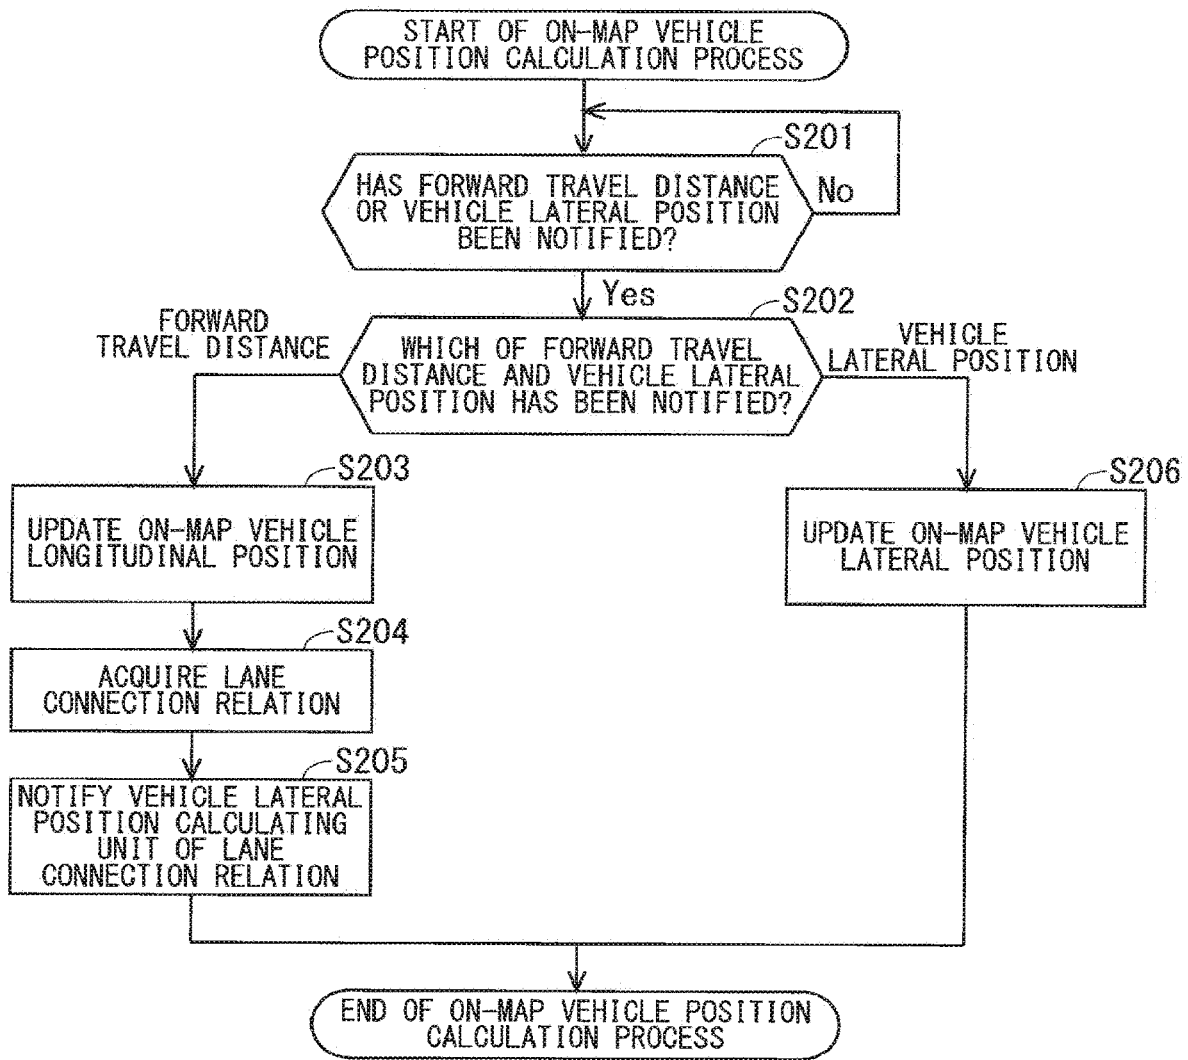 START OF ON-MAP VEHICLE
POSITION CALCULATION PROCESS
S201
HAS FORWARD TRAVEL DISTANCE
OR VEHICLE LATERAL POSITION
BEEN NOTIFIED?
No
Yes
S202
FORWARD
TRAVEL DISTANCE
WHICH OF FORWARD TRAVEL
DISTANCE AND VEHICLE LATERAL
POSITION HAS BEEN NOTIFIED?
VEHICLE
LATERAL POSITION
S203
UPDATE ON-MAP VEHICLE
LONGITUDINAL POSITION
S206
UPDATE ON-MAP VEHICLE
LATERAL POSITION
S204
ACQUIRE LANE
CONNECTION RELATION
S205
NOTIFY VEHICLE LATERAL
POSITION CALCULATING
UNIT OF LANE
CONNECTION RELATION
END OF ON-MAP VEHICLE POSITION
CALCULATION PROCESS